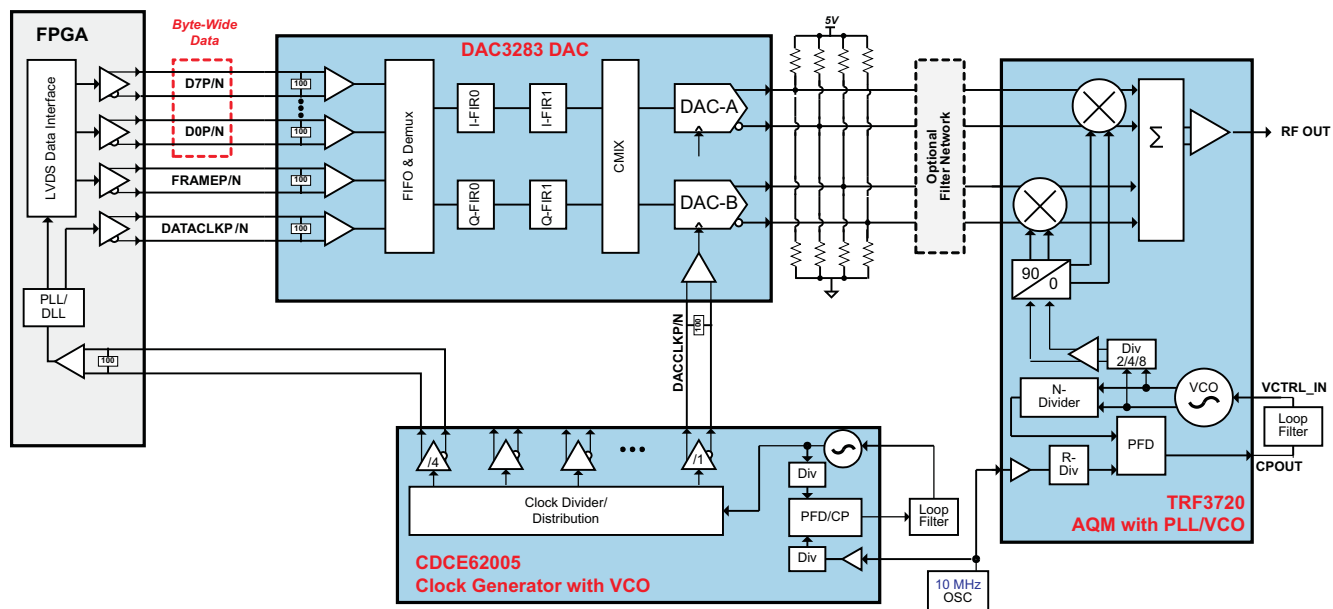 FPGA
Byte-Wide
Data
DAC3283 DAC
5V
LVDS Data Interface
D7P/N
D0P/N
FRAMEP/N
DATACLKP/N
100
100
100
100
FIFO & Demux
I-FIR0
I-FIR1
Q-FIR0
Q-FIR1
CMIX
DAC-A
DAC-B
Optional
Filter Network
Σ
RF OUT
90
0
PLL/
DLL
100
DACCLKP/N
100
Div
2/4/8
N-
Divider
VCO
VCTRL_IN
Loop
Filter
PFD
R-
Div
CPOUT
TRF3720
AQM with PLL/VCO
/4
/1
Clock Divider/
Distribution
Div
PFD/CP
Div
Loop
Filter
CDCE62005
Clock Generator with VCO
10 MHz
OSC